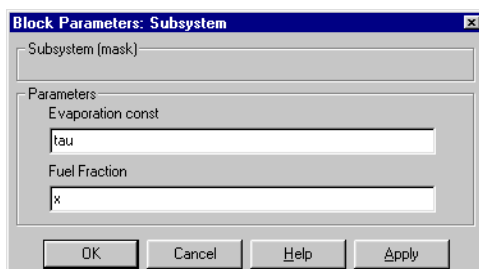 Block Parameters: Subsystem
Subsystem (mask)
Parameters
Evaporation const
tau
Fuel Fraction
x
OK Cancel Help Apply